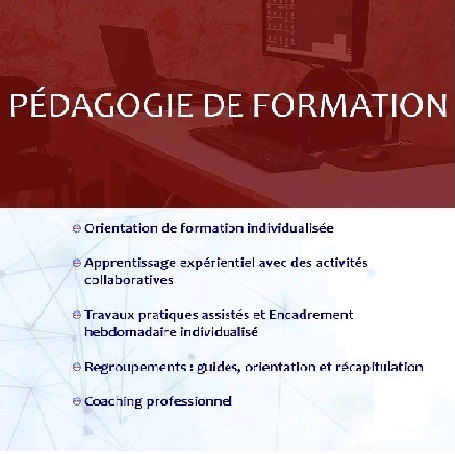 PÉDAGOGIE DE FORMATION
Orientation de formation individualisée
Apprentissage expérientiel avec des activités
collaboratives
Travaux pratiques assistés et Encadrement
hebdomadaire individualisé
Regroupements : guides, orientation et récapitulation
Coaching professionnel